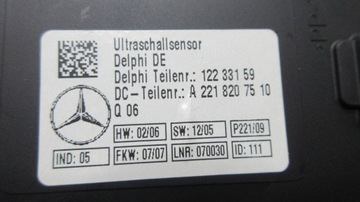 Ultraschallsensor
Delphi DE
Delphi Teilenr.: 122 331 59
DC-Teilenr.: A 221 820 75 10
Q 06
HW: 02/06 SW: 12/05 P221/09
IND: 05 FKW: 07/07 LNR: 070030 ID: 111